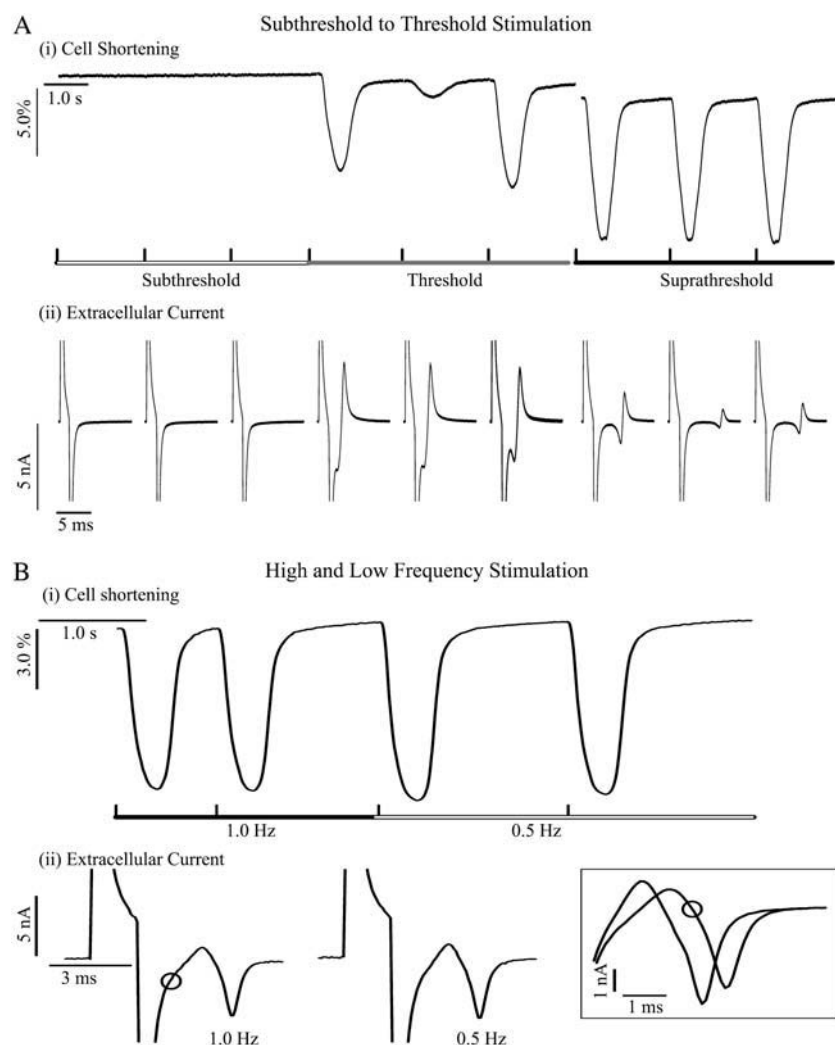 A
Subthreshold to Threshold Stimulation
(i) Cell Shortening
1.0 s
5.0%
Subthreshold
Threshold
Suprathreshold
(ii) Extracellular Current
5 nA
5 ms
B
High and Low Frequency Stimulation
(i) Cell shortening
1.0 s
3.0 %
1.0 Hz
0.5 Hz
(ii) Extracellular Current
5 nA
3 ms
1.0 Hz
0.5 Hz
1 nA
1 ms